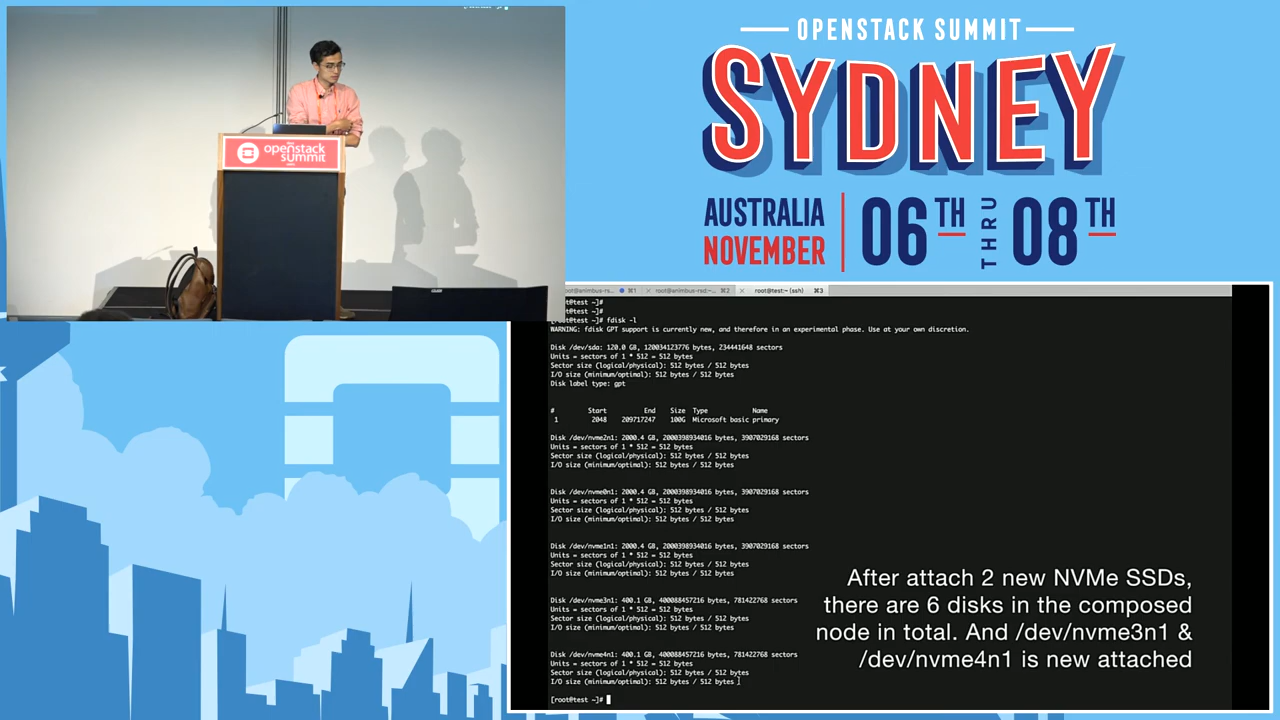 OPENSTACK SUMMIT
SYDNEY
AUSTRALIA
NOVEMBER
06TH
THRU
08TH
openstack
summit
root@animbus-rsd:~... ⌘2
root@test:~ (ssh) ⌘3
[root@test ~]# fdisk -l
WARNING: fdisk GPT support is currently new, and therefore in an experimental phase. Use at your own discretion.
Disk /dev/sda: 120.0 GB, 120034123776 bytes, 234441648 sectors
Units = sectors of 1 * 512 = 512 bytes
Sector size (logical/physical): 512 bytes / 512 bytes
I/O size (minimum/optimal): 512 bytes / 512 bytes
Disk label type: gpt
# Start End Size Type Name
1 2048 209717247 100G Microsoft basic primary
Disk /dev/nvme2n1: 2000.4 GB, 2000398934016 bytes, 3907029168 sectors
Units = sectors of 1 * 512 = 512 bytes
Sector size (logical/physical): 512 bytes / 512 bytes
I/O size (minimum/optimal): 512 bytes / 512 bytes
Disk /dev/nvme0n1: 2000.4 GB, 2000398934016 bytes, 3907029168 sectors
Units = sectors of 1 * 512 = 512 bytes
Sector size (logical/physical): 512 bytes / 512 bytes
I/O size (minimum/optimal): 512 bytes / 512 bytes
Disk /dev/nvme1n1: 2000.4 GB, 2000398934016 bytes, 3907029168 sectors
Units = sectors of 1 * 512 = 512 bytes
Sector size (logical/physical): 512 bytes / 512 bytes
I/O size (minimum/optimal): 512 bytes / 512 bytes
Disk /dev/nvme3n1: 400.1 GB, 400088457216 bytes, 781422768 sectors
Units = sectors of 1 * 512 = 512 bytes
Sector size (logical/physical): 512 bytes / 512 bytes
I/O size (minimum/optimal): 512 bytes / 512 bytes
Disk /dev/nvme4n1: 400.1 GB, 400088457216 bytes, 781422768 sectors
Units = sectors of 1 * 512 = 512 bytes
Sector size (logical/physical): 512 bytes / 512 bytes
I/O size (minimum/optimal): 512 bytes / 512 bytes
[root@test ~]#
After attach 2 new NVMe SSDs,
there are 6 disks in the composed
node in total. And /dev/nvme3n1 &
/dev/nvme4n1 is new attached